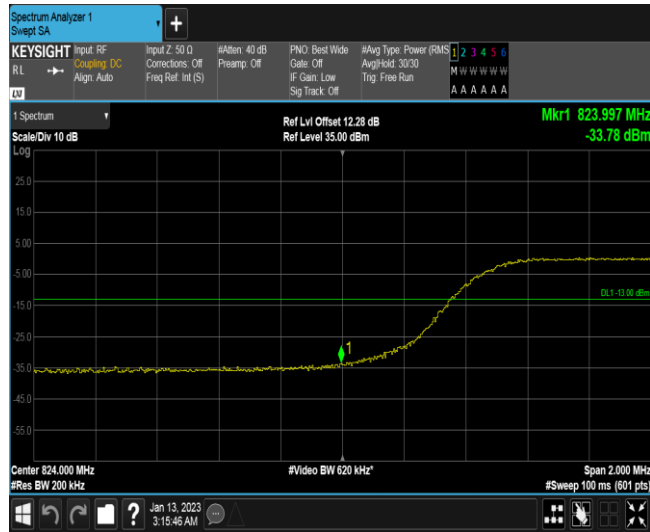 Spectrum Analyzer 1
Swept SA
KEYSIGHT
RL
LXI
Input: RF
Coupling: DC
Align: Auto
Input Z: 50 Ω
Corrections: Off
Freq Ref: Int (S)
#Atten: 40 dB
Preamp: Off
PNO: Best Wide
Gate: Off
IF Gain: Low
Sig Track: Off
#Avg Type: Power (RMS
Avg|Hold: 30/30
Trig: Free Run
1 2 3 4 5 6
M W W W W W
A A A A A A
1 Spectrum
Scale/Div 10 dB
Log
Ref Lvl Offset 12.28 dB
Ref Level 35.00 dBm
Mkr1 823.997 MHz
-33.78 dBm
25.0
15.0
5.00
-5.00
DL1 -13.00 dBm
-15.0
-25.0
1
-35.0
-45.0
-55.0
Center 824.000 MHz
#Res BW 200 kHz
#Video BW 620 kHz*
Span 2.000 MHz
#Sweep 100 ms (601 pts)
?
Jan 13, 2023
3:15:46 AM